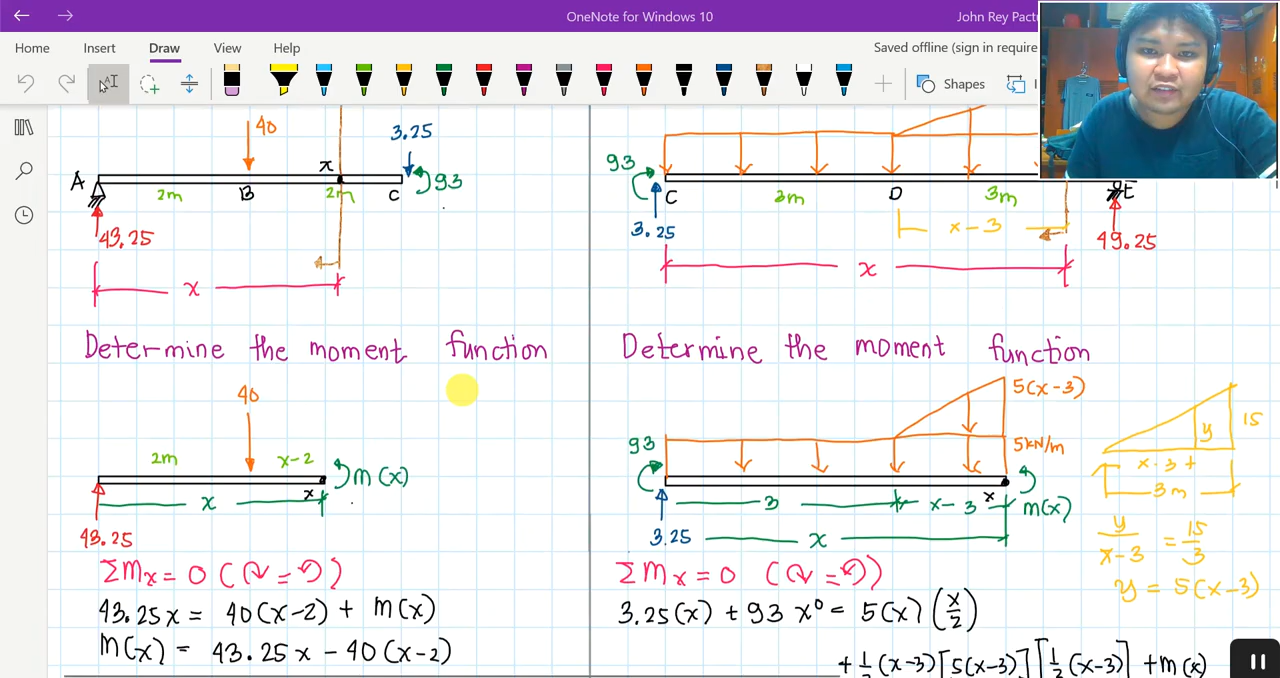 OneNote for Windows 10
John Rey Pactu
Home Insert Draw View Help
Saved offline (sign in require
Shapes
40
3.25
x
93
A
2m
B
2m
C
43.25
x
93
C
3m
D
3m
E
3.25
x-3
49.25
x
Determine the moment function
40
2m
x-2
m(x)
x
x
43.25
ΣMx = 0 (↻ = ↺)
43.25x = 40(x-2) + m(x)
m(x) = 43.25x - 40(x-2)
Determine the moment function
5(x-3)
93
5kN/m
3
x-3
x
m(x)
3.25
x
ΣMx = 0 (↻ = ↺)
3.25(x) + 93x⁰ = 5(x)(x/2)
+ 1/2(x-3)[5(x-3)][1/3(x-3)] + m(x)
y
15
x-3
3m
y/x-3 = 15/3
y = 5(x-3)